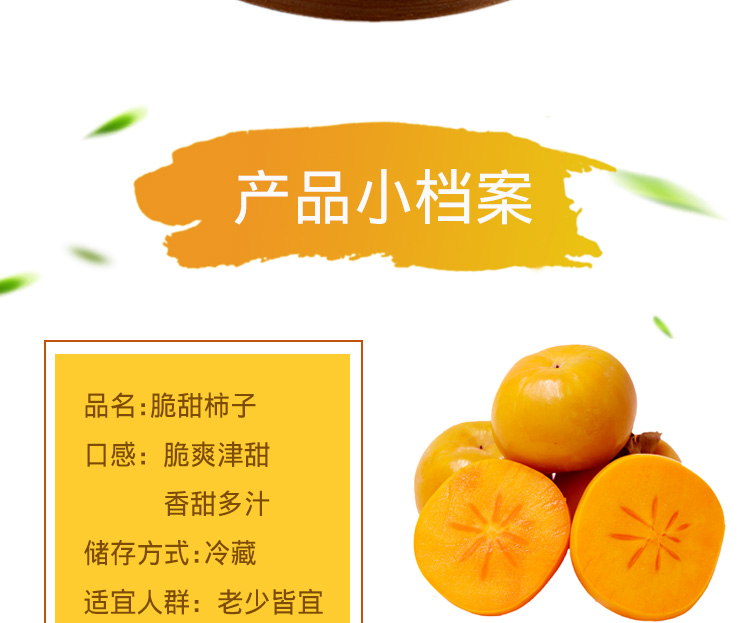 产品小档案
品名:脆甜柿子
口感：脆爽津甜
香甜多汁
储存方式:冷藏
适宜人群：老少皆宜